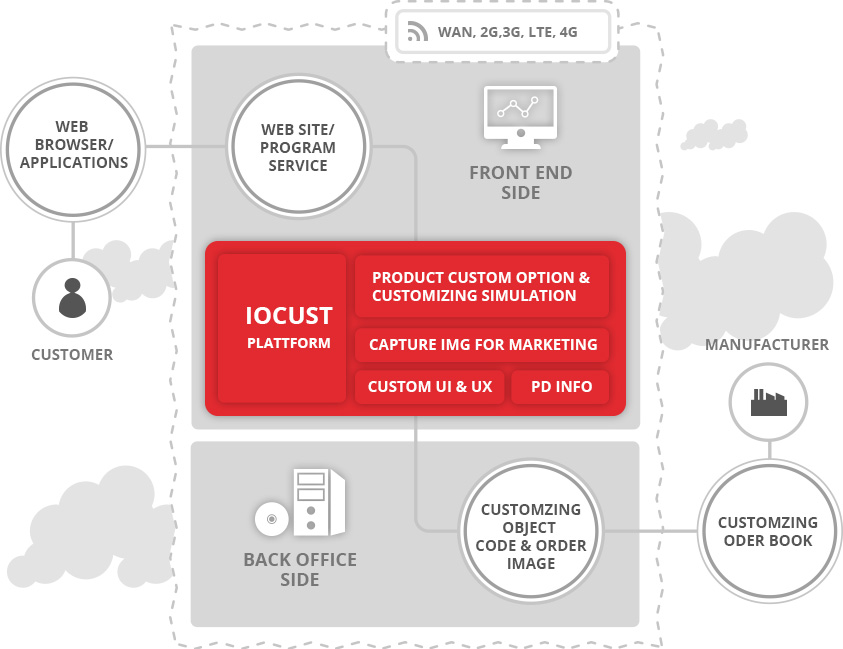 WAN, 2G,3G, LTE, 4G
WEB
BROWSER/
APPLICATIONS
WEB SITE/
PROGRAM
SERVICE
FRONT END
SIDE
CUSTOMER
IOCUST
PLATTFORM
PRODUCT CUSTOM OPTION &
CUSTOMIZING SIMULATION
CAPTURE IMG FOR MARKETING
CUSTOM UI & UX
PD INFO
MANUFACTURER
BACK OFFICE
SIDE
CUSTOMZING
OBJECT
CODE & ORDER
IMAGE
CUSTOMZING
ODER BOOK